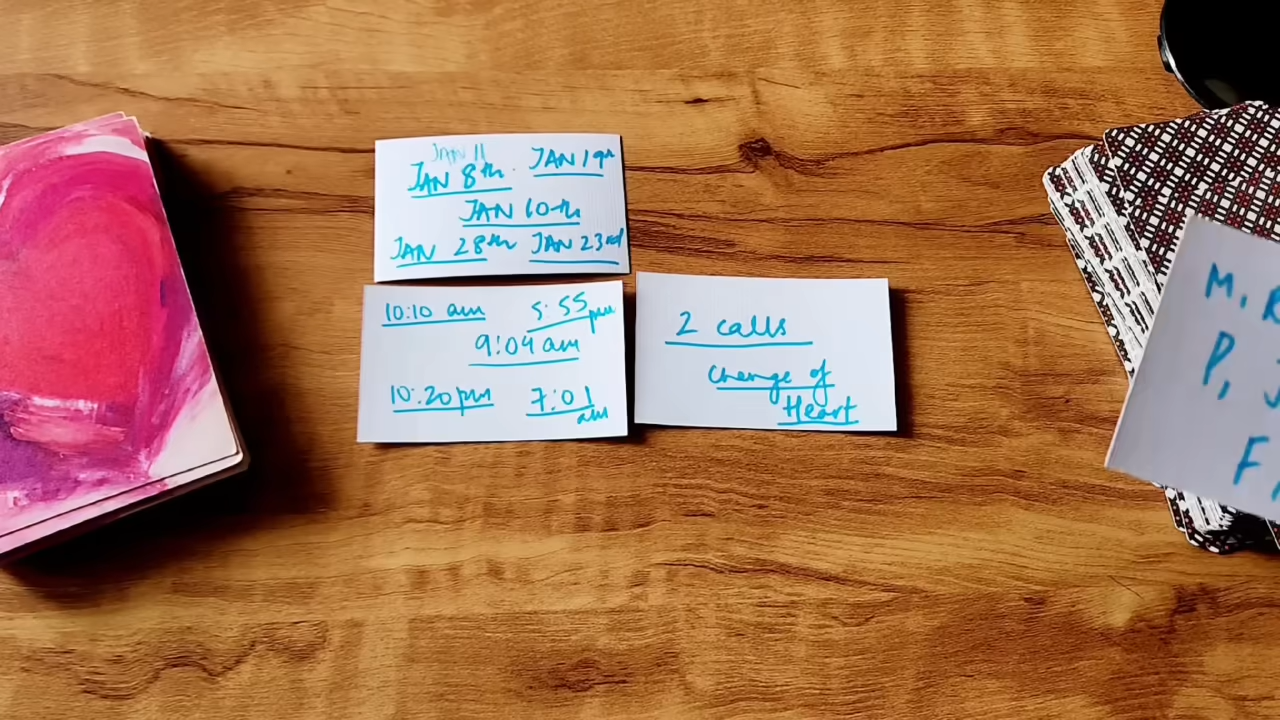 JAN 11
JAN 8th. JAN 19th
JAN 10th
JAN 28th JAN 23rd
10:10 am 5:55 pm
9:04 am
10:20 pm 7:01 am
2 calls
change of
Heart
M, R
P, J
F